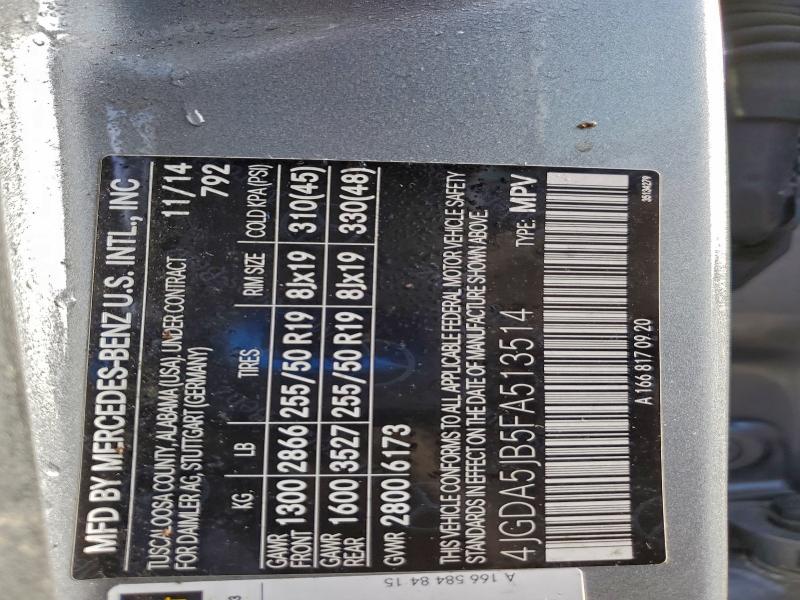 MFD BY MERCEDES-BENZ U.S. INTL., INC
TUSCALOOSA COUNTY, ALABAMA (USA), UNDER CONTRACT 11/14
FOR DAIMLER AG, STUTTGART (GERMANY) 792
KG LB TIRES RIM SIZE COLD KPA(PSI)
GAWR FRONT 1300 2866 255/50 R19 8Jx19 310(45)
GAWR REAR 1600 3527 255/50 R19 8Jx19 330(48)
GVWR 2800 6173
THIS VEHICLE CONFORMS TO ALL APPLICABLE FEDERAL MOTOR VEHICLE SAFETY
STANDARDS IN EFFECT ON THE DATE OF MANUFACTURE SHOWN ABOVE
4JGDA5JB5FA513514 TYPE: MPV
A 166 817 09 20
35134279
A 166 584 84 15